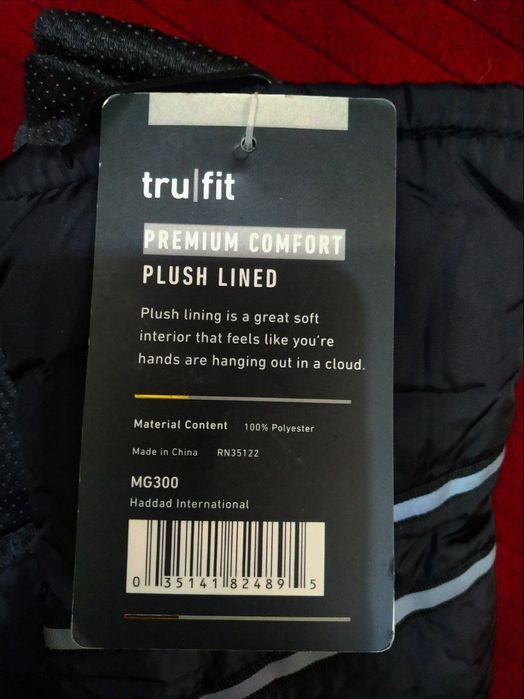 tru|fit
PREMIUM COMFORT
PLUSH LINED
Plush lining is a great soft
interior that feels like you're
hands are hanging out in a cloud.
Material Content 100% Polyester
Made in China RN35122
MG300
Haddad International
0 35141 82489 5